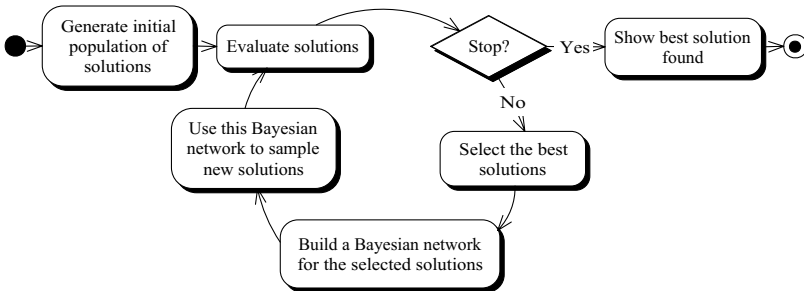 Generate initial
population of
solutions
Evaluate solutions
Stop?
Yes
Show best solution
found
No
Select the best
solutions
Build a Bayesian network
for the selected solutions
Use this Bayesian
network to sample
new solutions